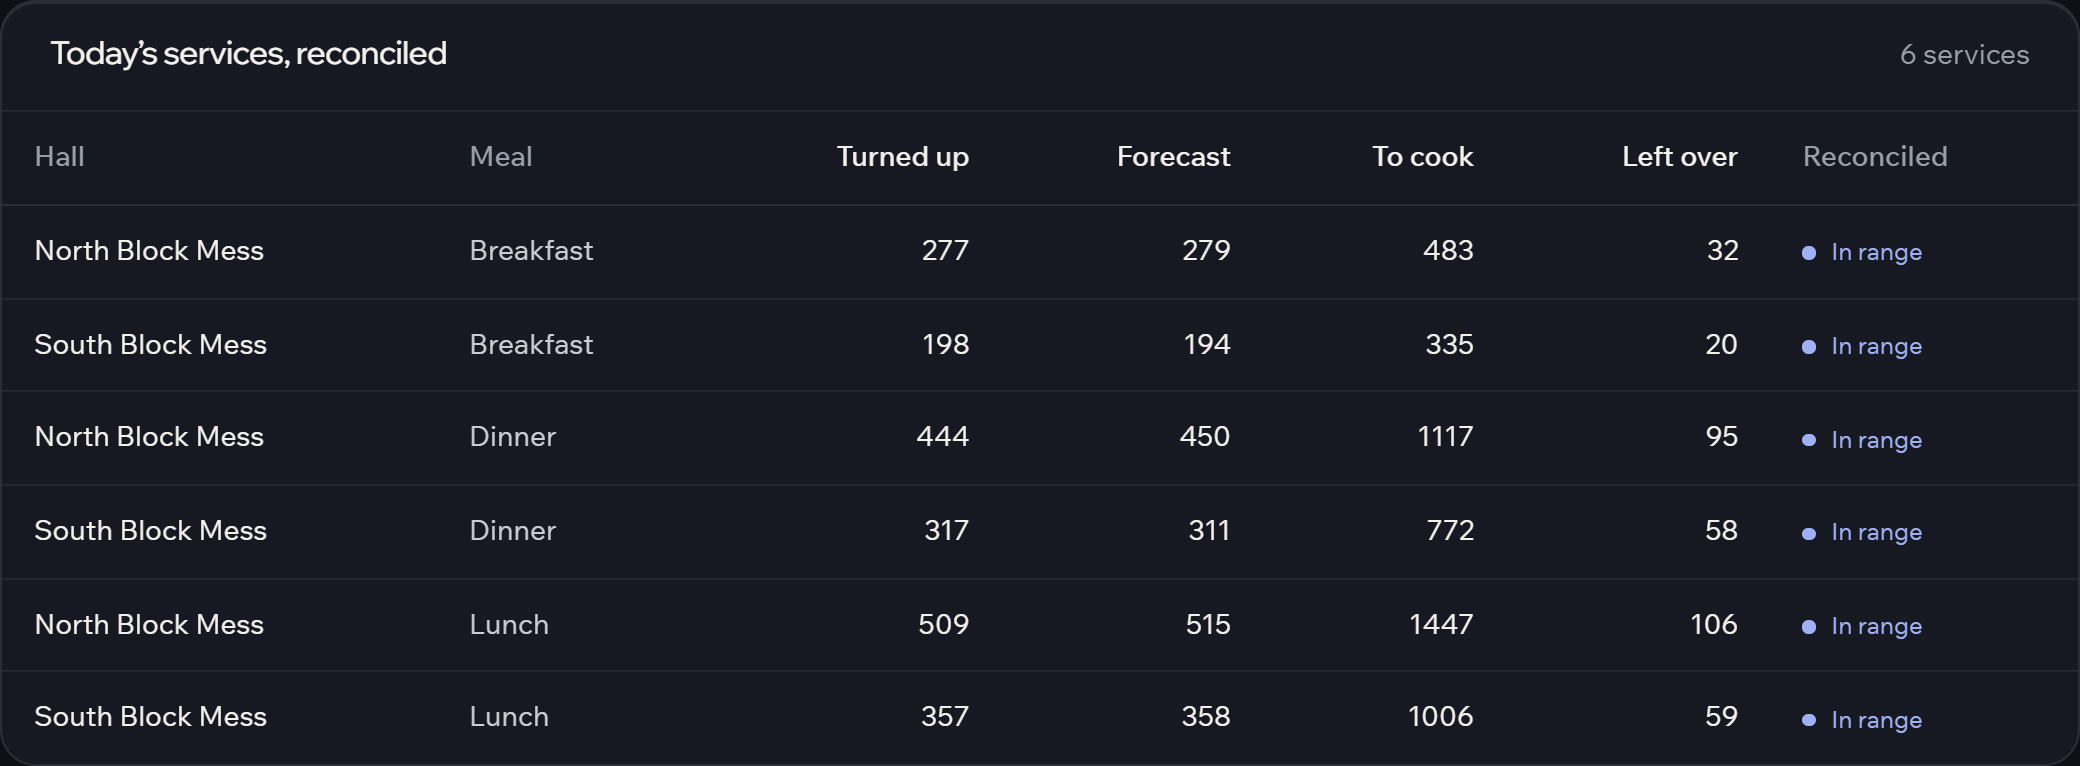 Today's services, reconciled 6 services
Hall Meal Turned up Forecast To cook Left over Reconciled
North Block Mess Breakfast 277 279 483 32 In range
South Block Mess Breakfast 198 194 335 20 In range
North Block Mess Dinner 444 450 1117 95 In range
South Block Mess Dinner 317 311 772 58 In range
North Block Mess Lunch 509 515 1447 106 In range
South Block Mess Lunch 357 358 1006 59 In range